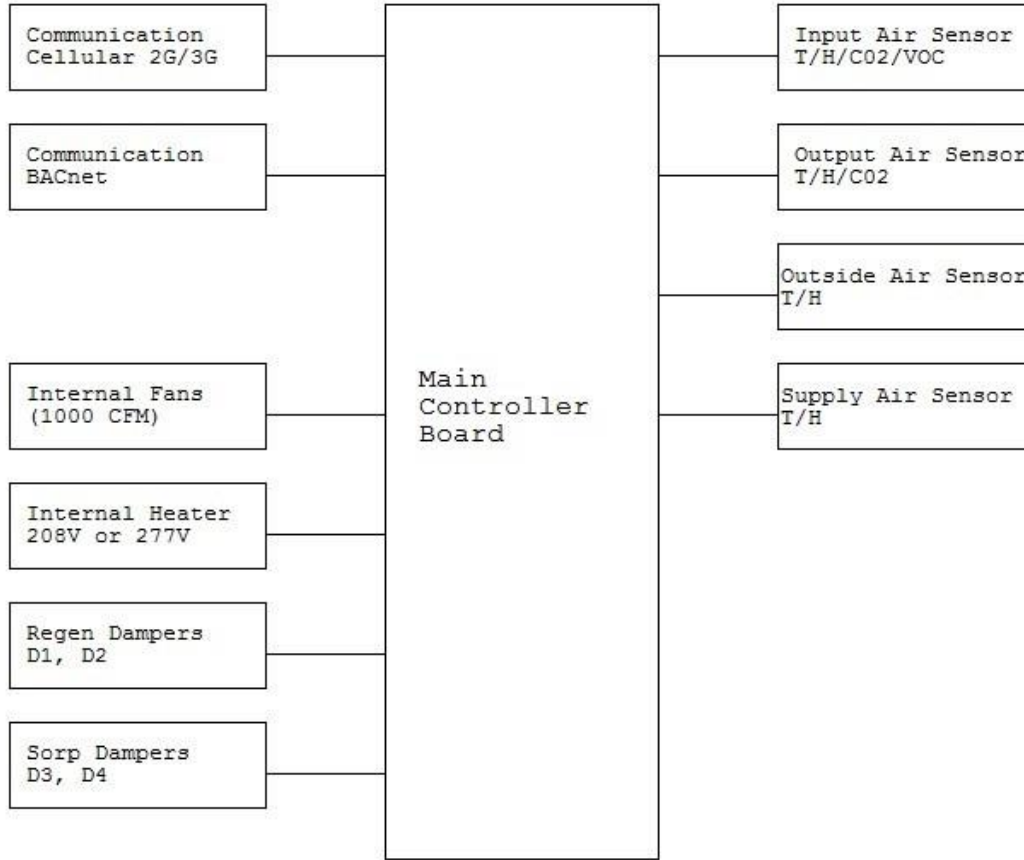 Communication
Cellular 2G/3G
Communication
BACnet
Internal Fans
(1000 CFM)
Internal Heater
208V or 277V
Regen Dampers
D1, D2
Sorp Dampers
D3, D4
Main
Controller
Board
Input Air Sensor
T/H/C02/VOC
Output Air Sensor
T/H/C02
Outside Air Sensor
T/H
Supply Air Sensor
T/H